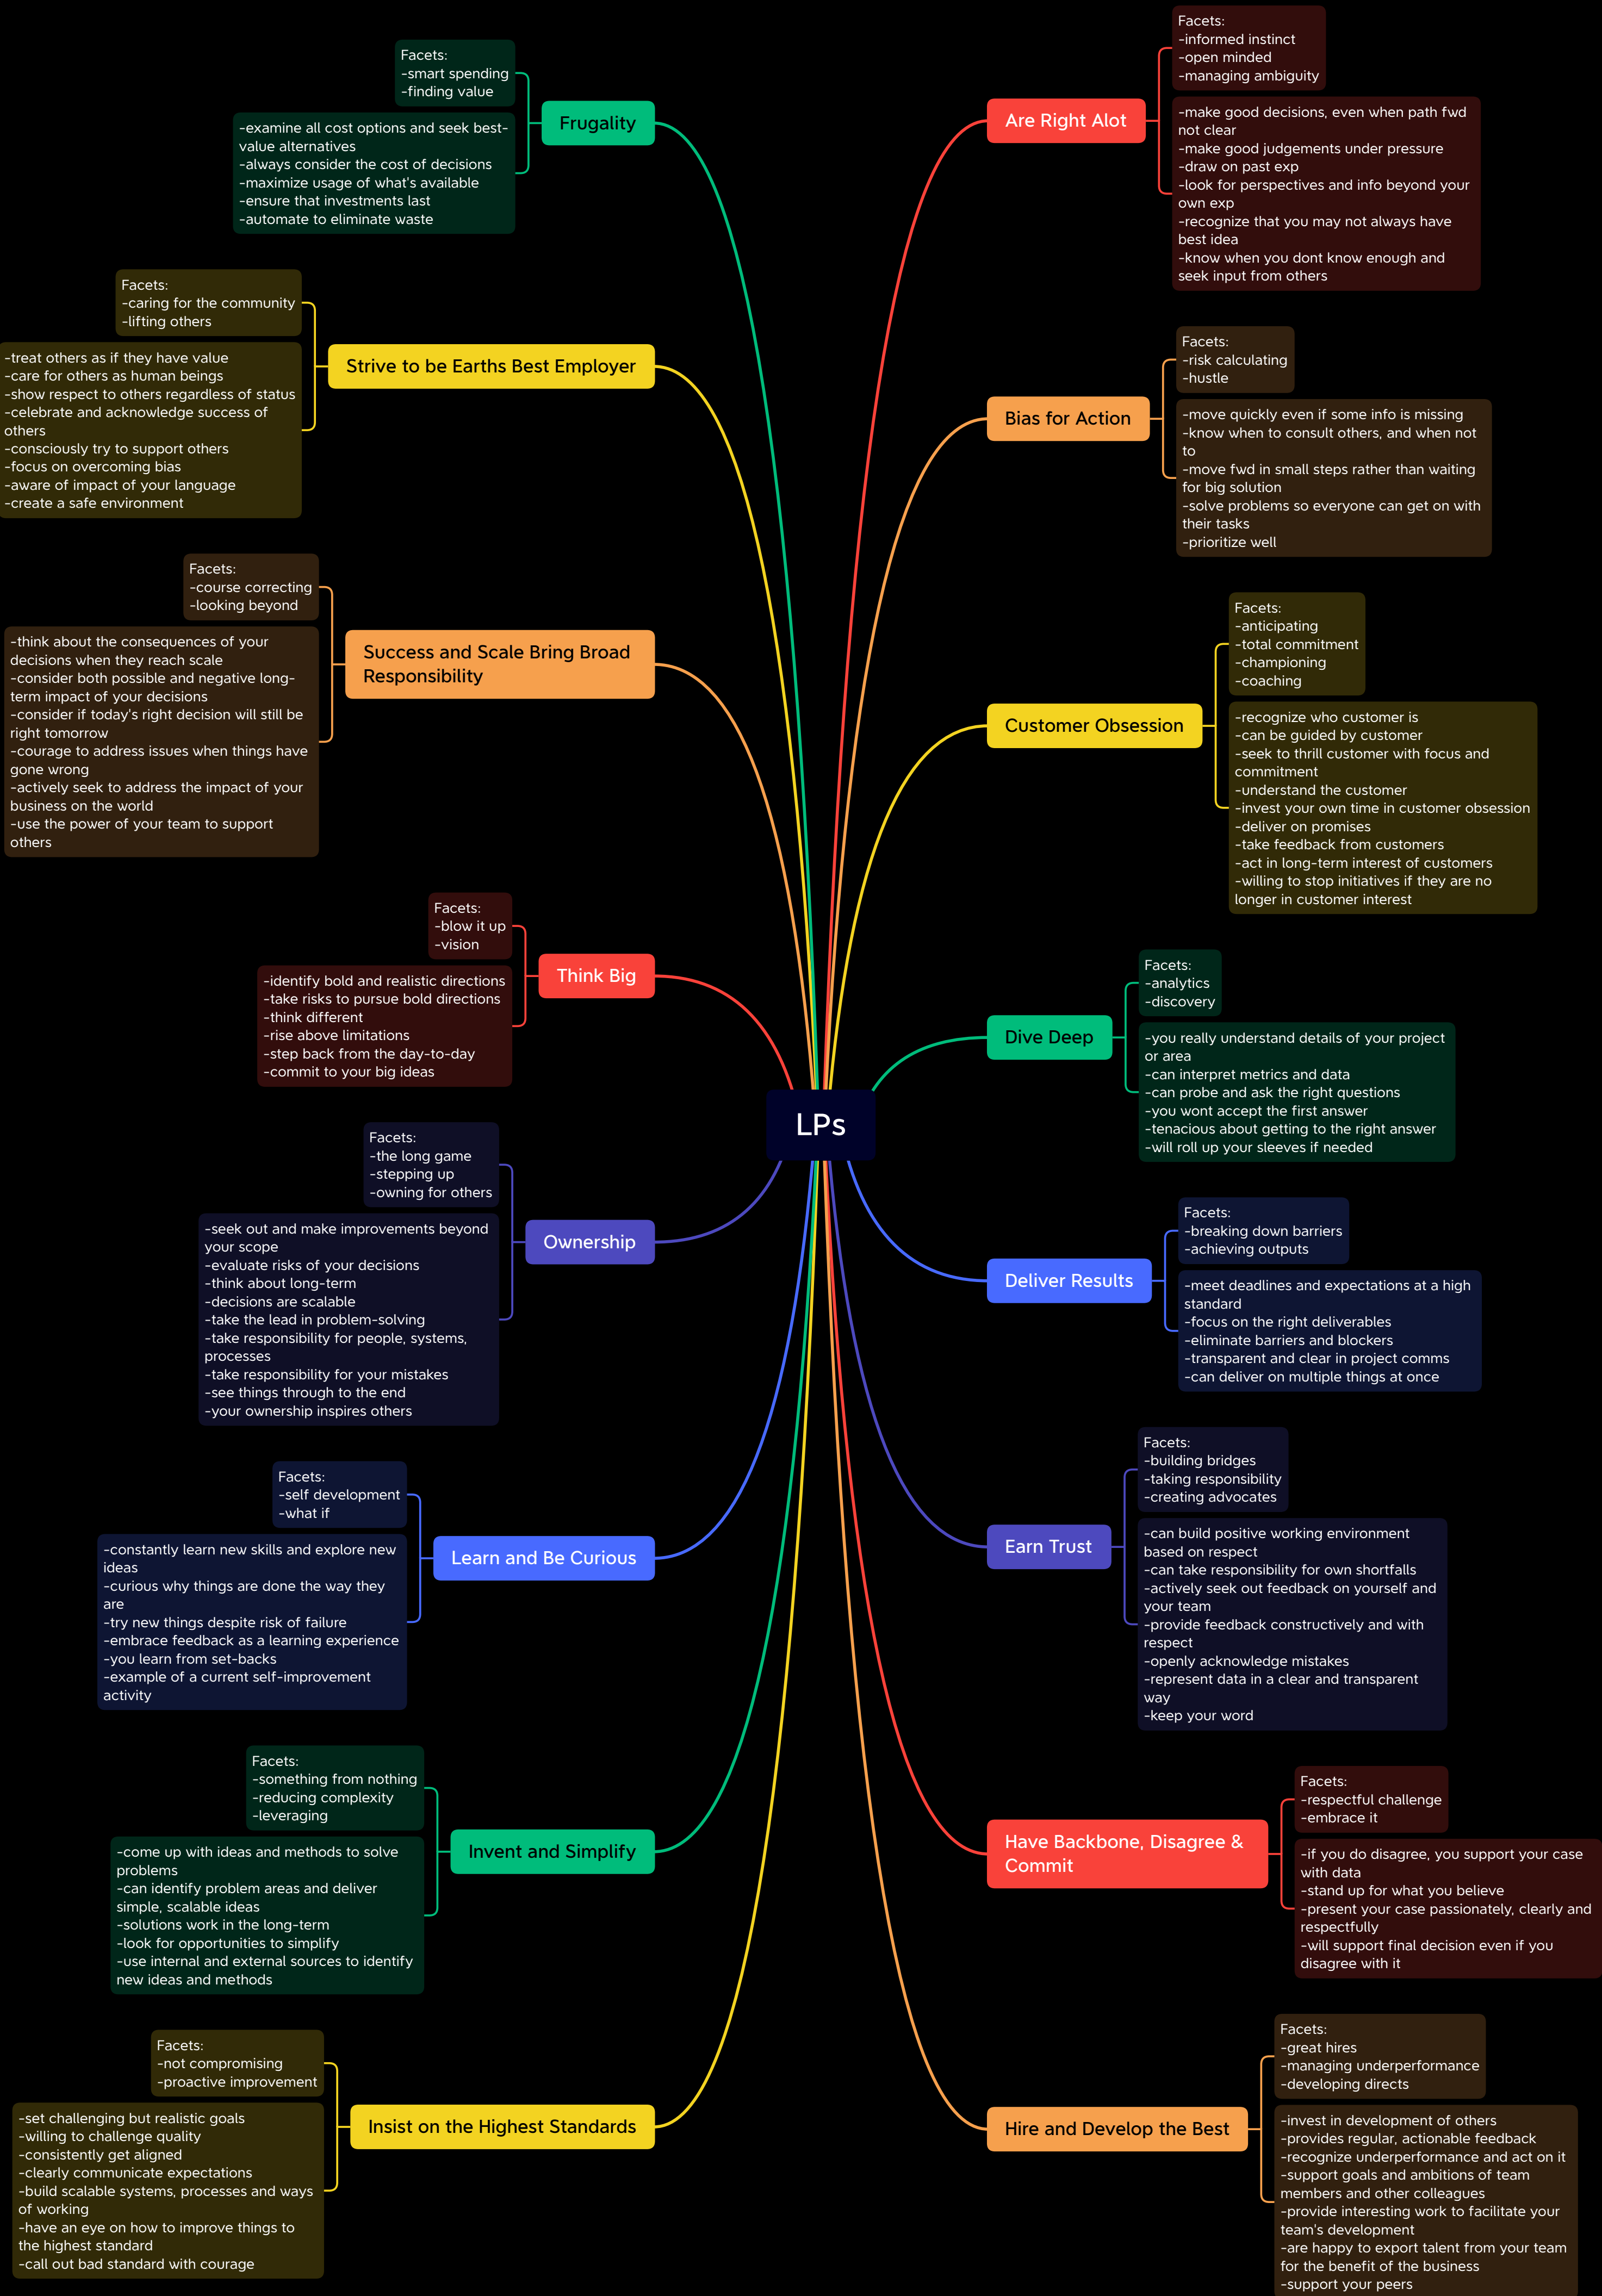 LPs
Facets:
-smart spending
-finding value
Frugality
-examine all cost options and seek best-
value alternatives
-always consider the cost of decisions
-maximize usage of what's available
-ensure that investments last
-automate to eliminate waste
Facets:
-caring for the community
-lifting others
Strive to be Earths Best Employer
-treat others as if they have value
-care for others as human beings
-show respect to others regardless of status
-celebrate and acknowledge success of
others
-consciously try to support others
-focus on overcoming bias
-aware of impact of your language
-create a safe environment
Facets:
-course correcting
-looking beyond
Success and Scale Bring Broad
Responsibility
-think about the consequences of your
decisions when they reach scale
-consider both possible and negative long-
term impact of your decisions
-consider if today's right decision will still be
right tomorrow
-courage to address issues when things have
gone wrong
-actively seek to address the impact of your
business on the world
-use the power of your team to support
others
Facets:
-blow it up
-vision
Think Big
-identify bold and realistic directions
-take risks to pursue bold directions
-think different
-rise above limitations
-step back from the day-to-day
-commit to your big ideas
Facets:
-the long game
-stepping up
-owning for others
Ownership
-seek out and make improvements beyond
your scope
-evaluate risks of your decisions
-think about long-term
-decisions are scalable
-take the lead in problem-solving
-take responsibility for people, systems,
processes
-take responsibility for your mistakes
-see things through to the end
-your ownership inspires others
Facets:
-self development
-what if
Learn and Be Curious
-constantly learn new skills and explore new
ideas
-curious why things are done the way they
are
-try new things despite risk of failure
-embrace feedback as a learning experience
-you learn from set-backs
-example of a current self-improvement
activity
Facets:
-something from nothing
-reducing complexity
-leveraging
Invent and Simplify
-come up with ideas and methods to solve
problems
-can identify problem areas and deliver
simple, scalable ideas
-solutions work in the long-term
-look for opportunities to simplify
-use internal and external sources to identify
new ideas and methods
Facets:
-not compromising
-proactive improvement
Insist on the Highest Standards
-set challenging but realistic goals
-willing to challenge quality
-consistently get aligned
-clearly communicate expectations
-build scalable systems, processes and ways
of working
-have an eye on how to improve things to
the highest standard
-call out bad standard with courage
Facets:
-informed instinct
-open minded
-managing ambiguity
Are Right Alot
-make good decisions, even when path fwd
not clear
-make good judgements under pressure
-draw on past exp
-look for perspectives and info beyond your
own exp
-recognize that you may not always have
best idea
-know when you dont know enough and
seek input from others
Facets:
-risk calculating
-hustle
Bias for Action
-move quickly even if some info is missing
-know when to consult others, and when not
to
-move fwd in small steps rather than waiting
for big solution
-solve problems so everyone can get on with
their tasks
-prioritize well
Facets:
-anticipating
-total commitment
-championing
-coaching
Customer Obsession
-recognize who customer is
-can be guided by customer
-seek to thrill customer with focus and
commitment
-understand the customer
-invest your own time in customer obsession
-deliver on promises
-take feedback from customers
-act in long-term interest of customers
-willing to stop initiatives if they are no
longer in customer interest
Facets:
-analytics
-discovery
Dive Deep
-you really understand details of your project
or area
-can interpret metrics and data
-can probe and ask the right questions
-you wont accept the first answer
-tenacious about getting to the right answer
-will roll up your sleeves if needed
Facets:
-breaking down barriers
-achieving outputs
Deliver Results
-meet deadlines and expectations at a high
standard
-focus on the right deliverables
-eliminate barriers and blockers
-transparent and clear in project comms
-can deliver on multiple things at once
Facets:
-building bridges
-taking responsibility
-creating advocates
Earn Trust
-can build positive working environment
based on respect
-can take responsibility for own shortfalls
-actively seek out feedback on yourself and
your team
-provide feedback constructively and with
respect
-openly acknowledge mistakes
-represent data in a clear and transparent
way
-keep your word
Facets:
-respectful challenge
-embrace it
Have Backbone, Disagree &
Commit
-if you do disagree, you support your case
with data
-stand up for what you believe
-present your case passionately, clearly and
respectfully
-will support final decision even if you
disagree with it
Facets:
-great hires
-managing underperformance
-developing directs
Hire and Develop the Best
-invest in development of others
-provides regular, actionable feedback
-recognize underperformance and act on it
-support goals and ambitions of team
members and other colleagues
-provide interesting work to facilitate your
team's development
-are happy to export talent from your team
for the benefit of the business
-support your peers